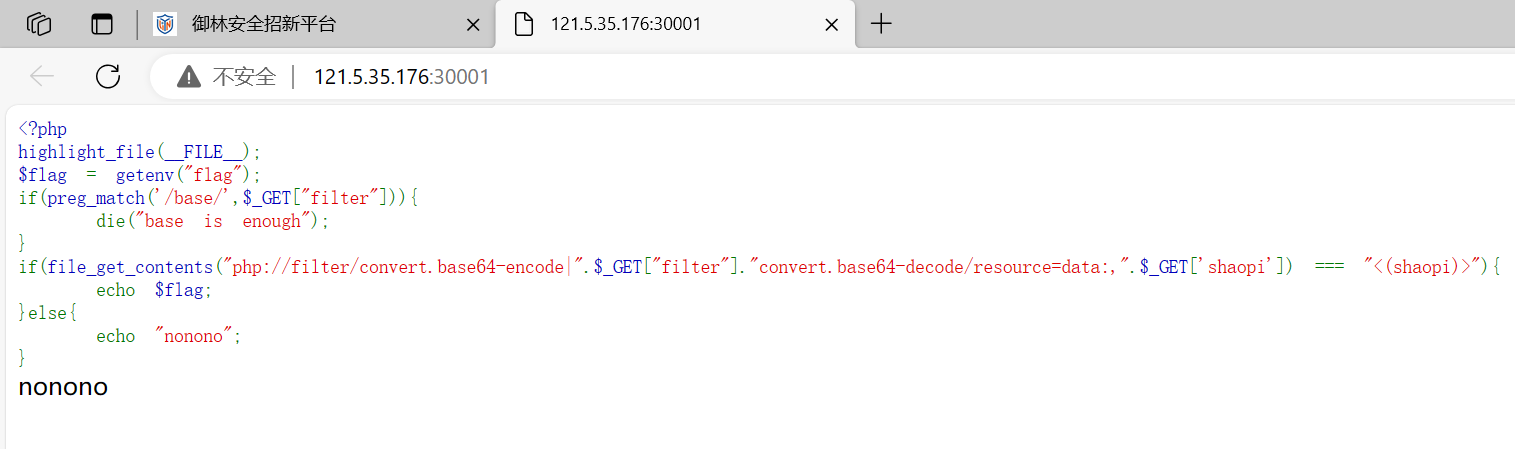 御林安全招新平台
121.5.35.176:30001
不安全 | 121.5.35.176:30001
<?php
highlight_file(__FILE__);
$flag = getenv("flag");
if(preg_match('/base/',$_GET["filter"])){
die("base is enough");
}
if(file_get_contents("php://filter/convert.base64-encode|".$_GET["filter"]."convert.base64-decode/resource=data:,".$_GET['shaopi']) === "<(shaopi)>"){
echo $flag;
}else{
echo "nonono";
}
nonono